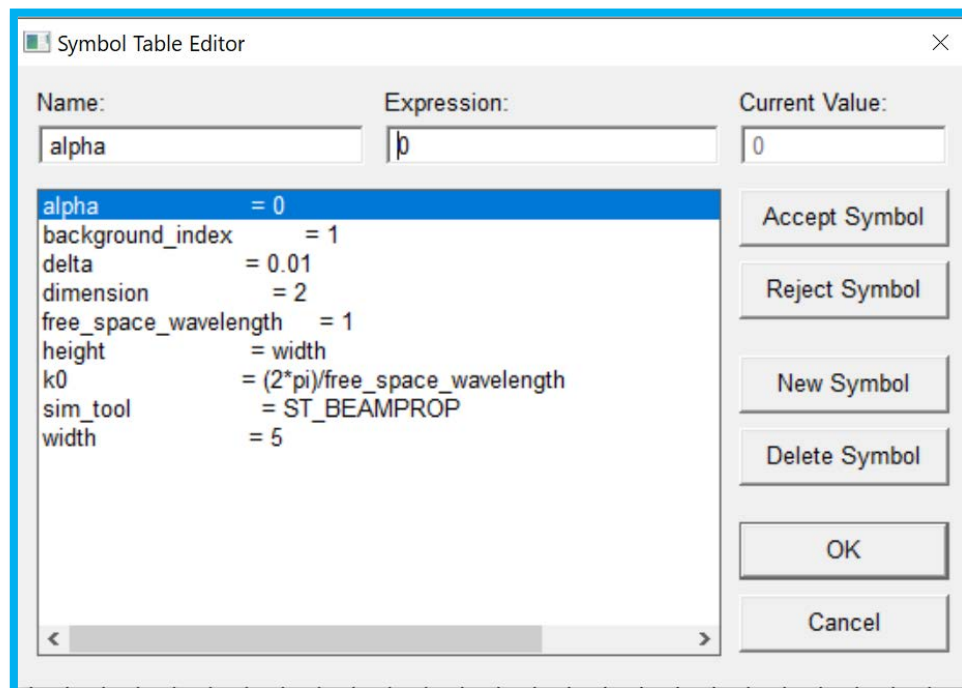 Symbol Table Editor
Name: Expression: Current Value:
alpha 0 0
alpha = 0
background_index = 1
delta = 0.01
dimension = 2
free_space_wavelength = 1
height = width
k0 = (2*pi)/free_space_wavelength
sim_tool = ST_BEAMPROP
width = 5
Accept Symbol
Reject Symbol
New Symbol
Delete Symbol
OK
Cancel